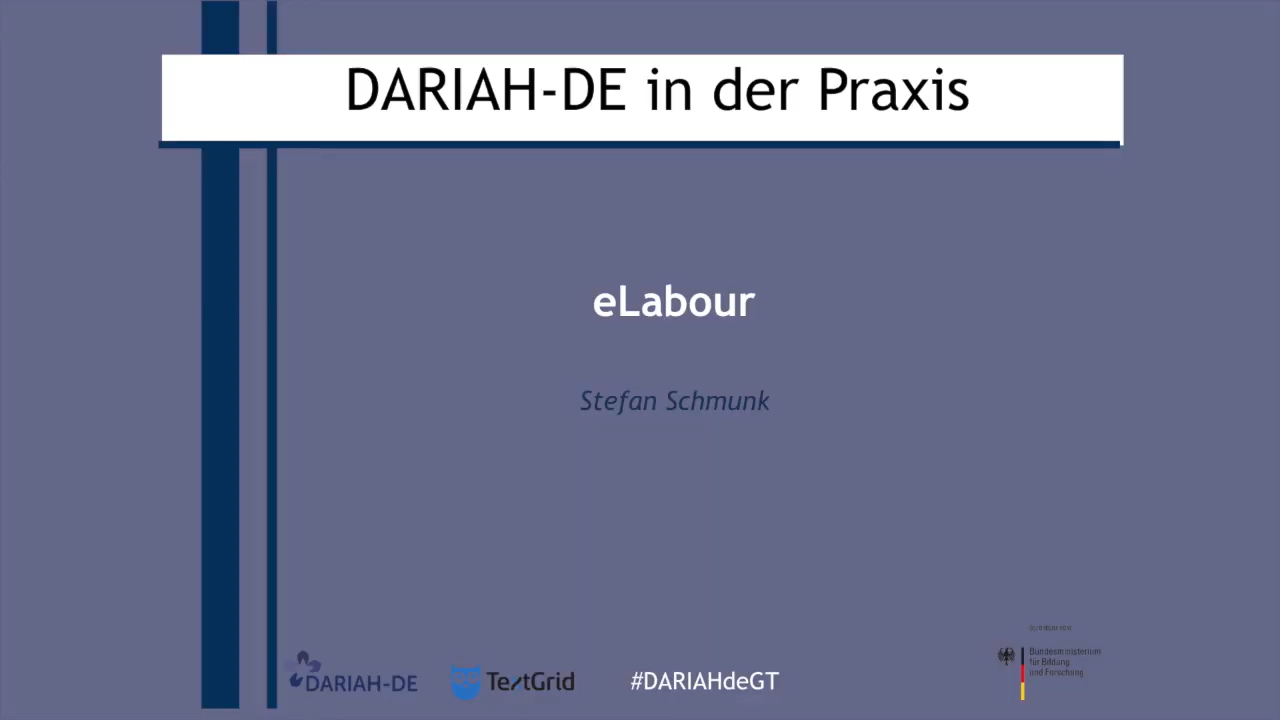 DARIAH-DE in der Praxis
eLabour
Stefan Schmunk
DARIAH-DE
TextGrid
#DARIAHdeGT
Bundesministerium
für Bildung
und Forschung